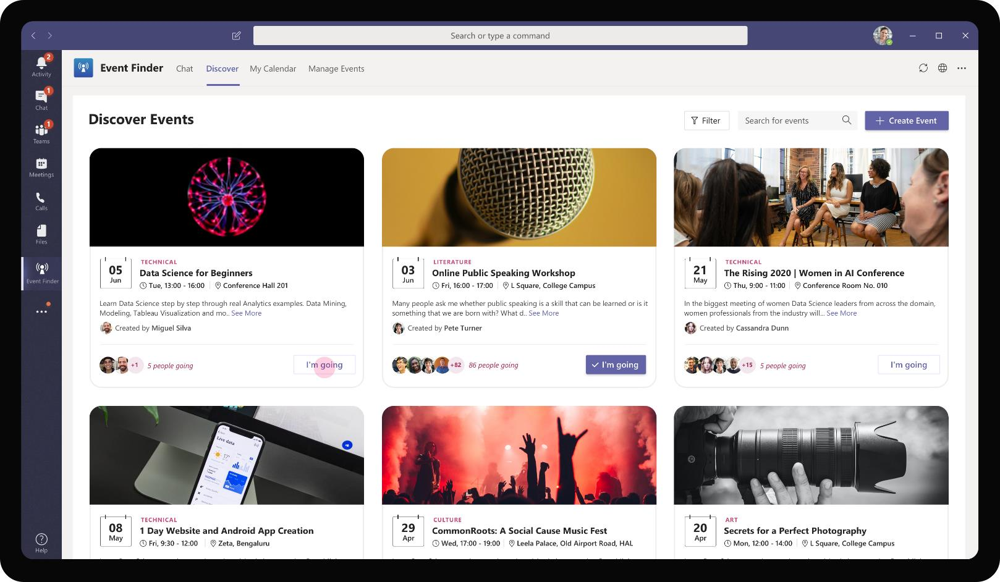 Search or type a command
2
Activity
1
Chat
1
Teams
Meetings
Calls
Files
Event Finder
Help
Event Finder
Chat
Discover
My Calendar
Manage Events
Discover Events
Filter
Search for events
Create Event
05
Jun
TECHNICAL
Data Science for Beginners
Tue, 13:00 - 16:00
Conference Hall 201
Learn Data Science step by step through real Analytics examples. Data Mining,
Modeling, Tableau Visualization and mo.. See More
Created by Miguel Silva
+1
5 people going
I'm going
03
Jun
LITERATURE
Online Public Speaking Workshop
Fri, 16:00 - 17:00
L Square, College Campus
Many people ask me whether public speaking is a skill that can be learned or is it
something that we are born with? What d.. See More
Created by Pete Turner
+82
86 people going
I'm going
21
May
TECHNICAL
The Rising 2020 | Women in AI Conference
Thu, 9:00 - 11:00
Conference Room No. 010
In the biggest meeting of women Data Science leaders from across the domain,
women professionals from the industry will... See More
Created by Cassandra Dunn
+15
5 people going
I'm going
Live data
17°
08
May
TECHNICAL
1 Day Website and Android App Creation
Fri, 9:30 - 12:00
Zeta, Bengaluru
29
Apr
CULTURE
CommonRoots: A Social Cause Music Fest
Wed, 17:00 - 19:00
Leela Palace, Old Airport Road, HAL
20
Apr
ART
Secrets for a Perfect Photography
Mon, 12:00 - 14:00
L Square, College Campus